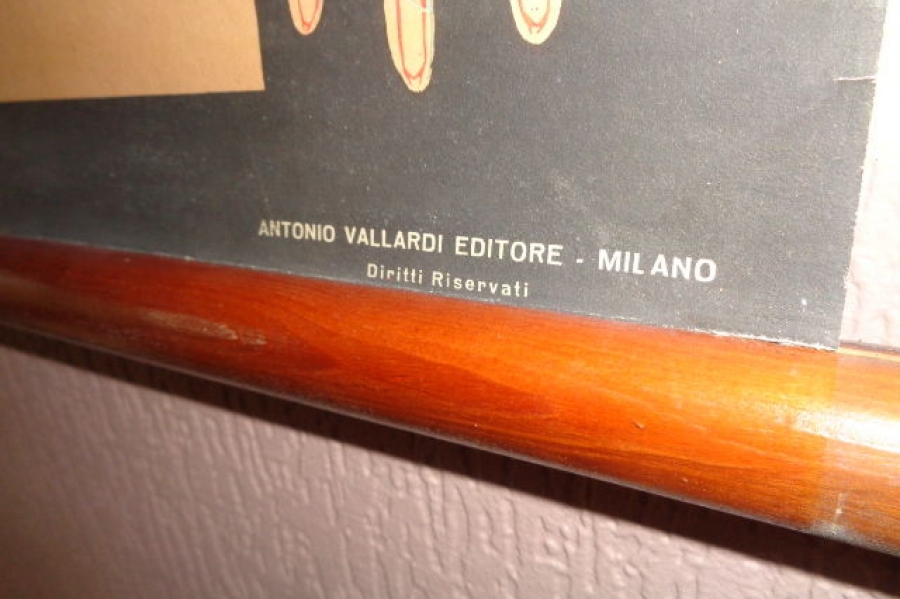 ANTONIO VALLARDI EDITORE - MILANO
Diritti Riservati